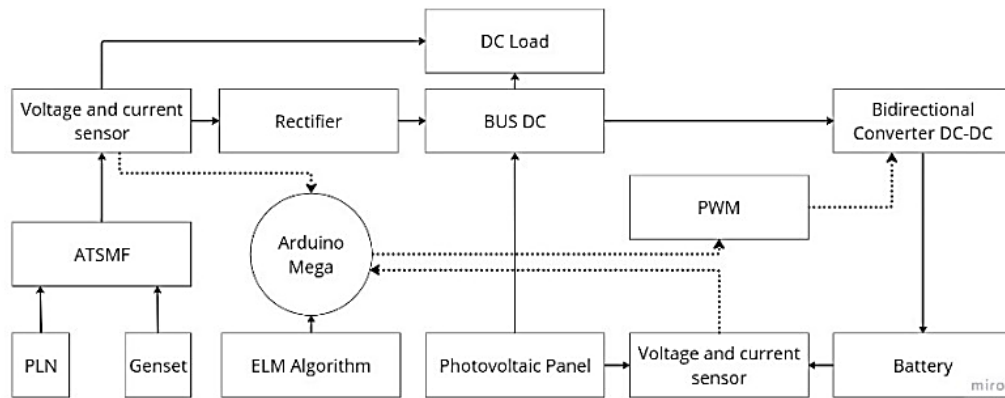 DC Load
Voltage and current
sensor
Rectifier
BUS DC
Bidirectional
Converter DC-DC
PWM
ATSMF
Arduino
Mega
PLN
Genset
ELM Algorithm
Photovoltaic Panel
Voltage and current
sensor
Battery
miro